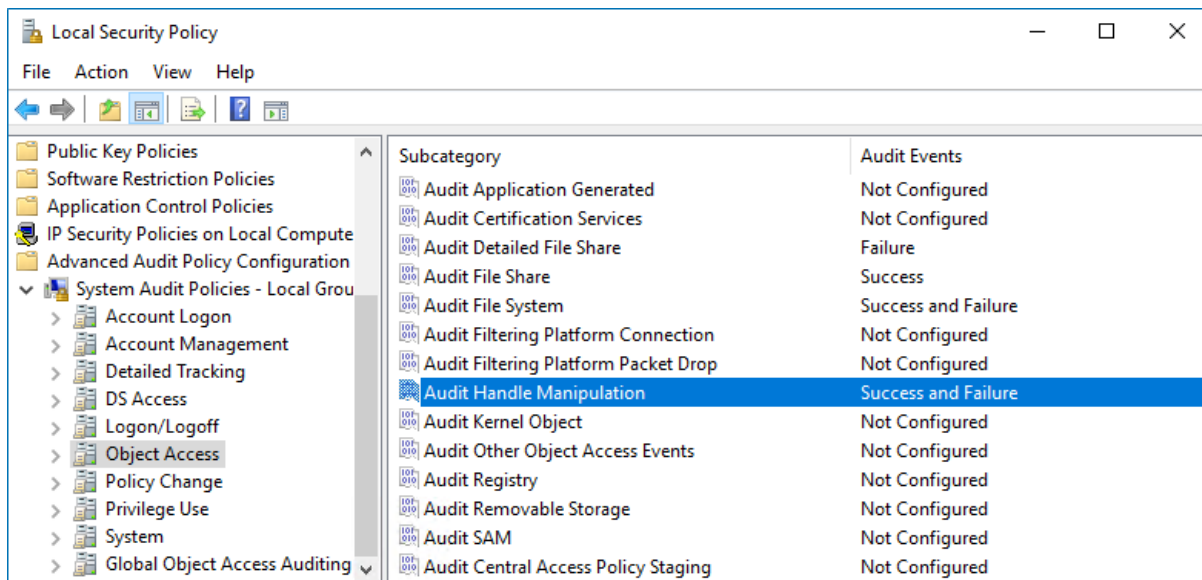 Local Security Policy
File Action View Help
Public Key Policies
Software Restriction Policies
Application Control Policies
IP Security Policies on Local Compute
Advanced Audit Policy Configuration
System Audit Policies - Local Grou
Account Logon
Account Management
Detailed Tracking
DS Access
Logon/Logoff
Object Access
Policy Change
Privilege Use
System
Global Object Access Auditing
Subcategory Audit Events
Audit Application Generated Not Configured
Audit Certification Services Not Configured
Audit Detailed File Share Failure
Audit File Share Success
Audit File System Success and Failure
Audit Filtering Platform Connection Not Configured
Audit Filtering Platform Packet Drop Not Configured
Audit Handle Manipulation Success and Failure
Audit Kernel Object Not Configured
Audit Other Object Access Events Not Configured
Audit Registry Not Configured
Audit Removable Storage Not Configured
Audit SAM Not Configured
Audit Central Access Policy Staging Not Configured